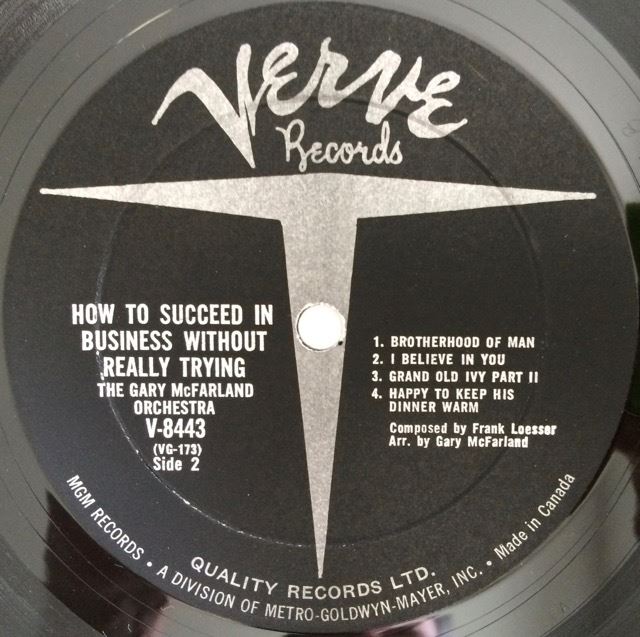 Verve
Records
HOW TO SUCCEED IN
BUSINESS WITHOUT
REALLY TRYING
THE GARY McFARLAND
ORCHESTRA
V-8443
(VG-173)
Side 2
1. BROTHERHOOD OF MAN
2. I BELIEVE IN YOU
3. GRAND OLD IVY PART II
4. HAPPY TO KEEP HIS
DINNER WARM
Composed by Frank Loesser
Arr. by Gary McFarland
QUALITY RECORDS LTD.
MGM RECORDS • A DIVISION OF METRO-GOLDWYN-MAYER, INC. • Made in Canada